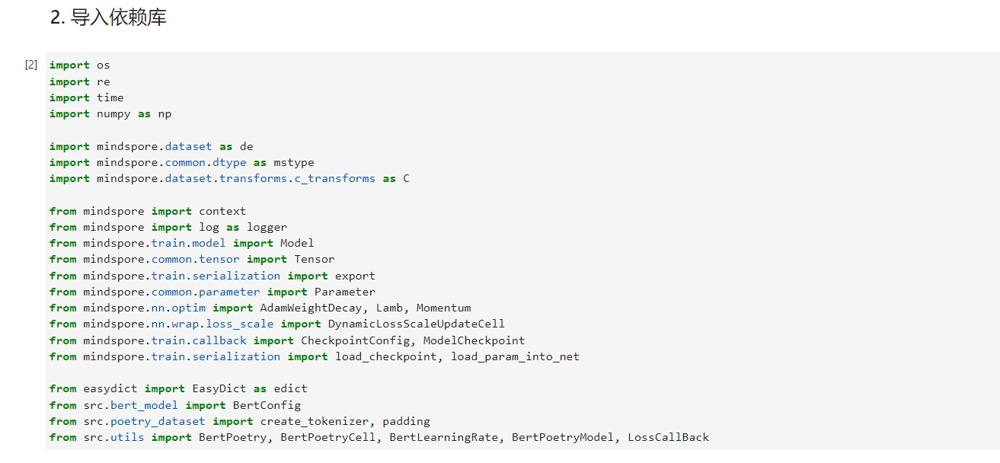 2. 导入依赖库
[2]
import os
import re
import time
import numpy as np
import mindspore.dataset as de
import mindspore.common.dtype as mstype
import mindspore.dataset.transforms.c_transforms as C
from mindspore import context
from mindspore import log as logger
from mindspore.train.model import Model
from mindspore.common.tensor import Tensor
from mindspore.train.serialization import export
from mindspore.common.parameter import Parameter
from mindspore.nn.optim import AdamWeightDecay, Lamb, Momentum
from mindspore.nn.wrap.loss_scale import DynamicLossScaleUpdateCell
from mindspore.train.callback import CheckpointConfig, ModelCheckpoint
from mindspore.train.serialization import load_checkpoint, load_param_into_net
from easydict import EasyDict as edict
from src.bert_model import BertConfig
from src.poetry_dataset import create_tokenizer, padding
from src.utils import BertPoetry, BertPoetryCell, BertLearningRate, BertPoetryModel, LossCallBack